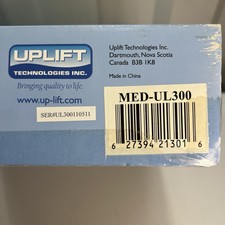 UPLIFT
TECHNOLOGIES INC.
Bringing quality to life.
www.up-lift.com
SER#UL300110511
Uplift Technologies Inc.
Dartmouth, Nova Scotia
Canada B3B 1K8
Made in China
MED-UL300
6 27394 21301 6